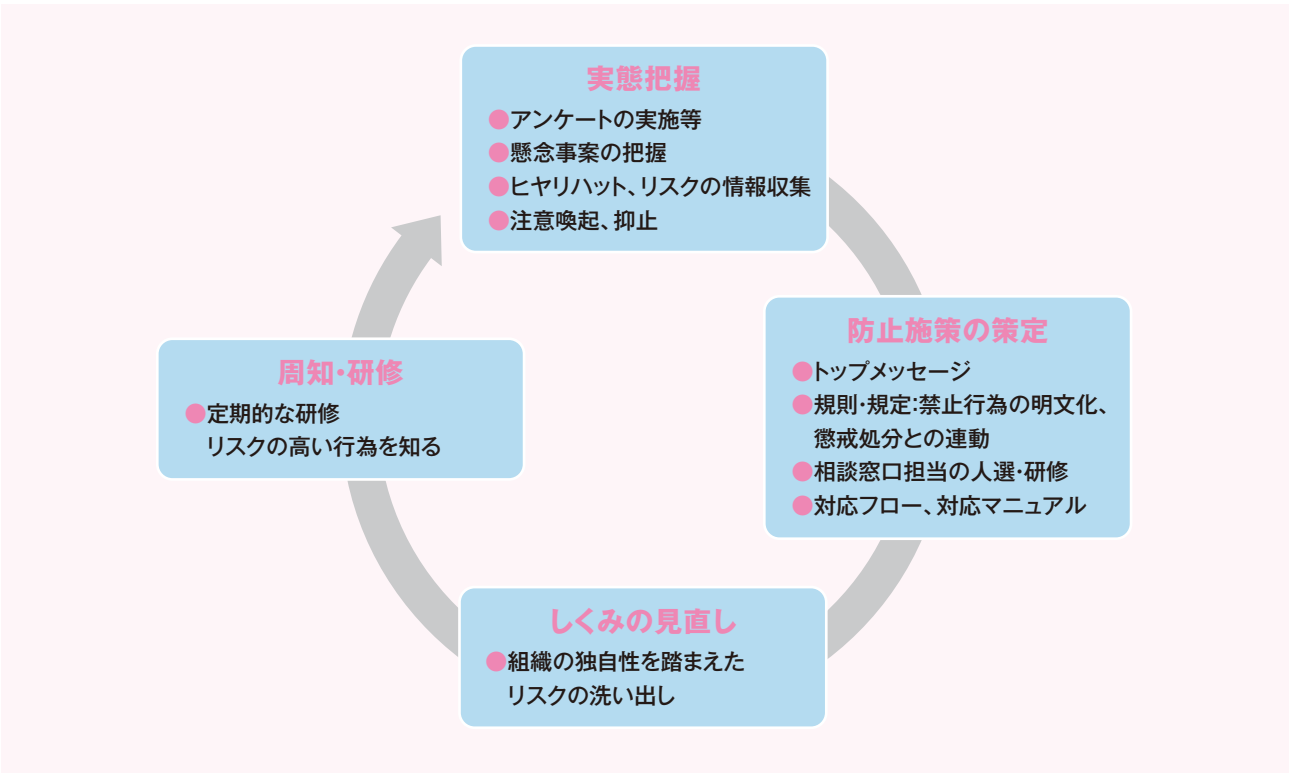 実態把握
●アンケートの実施等
●懸念事案の把握
●ヒヤリハット、リスクの情報収集
●注意喚起、抑止
防止施策の策定
●トップメッセージ
●規則・規定:禁止行為の明文化、
懲戒処分との連動
●相談窓口担当の人選・研修
●対応フロー、対応マニュアル
しくみの見直し
●組織の独自性を踏まえた
リスクの洗い出し
周知・研修
●定期的な研修
リスクの高い行為を知る